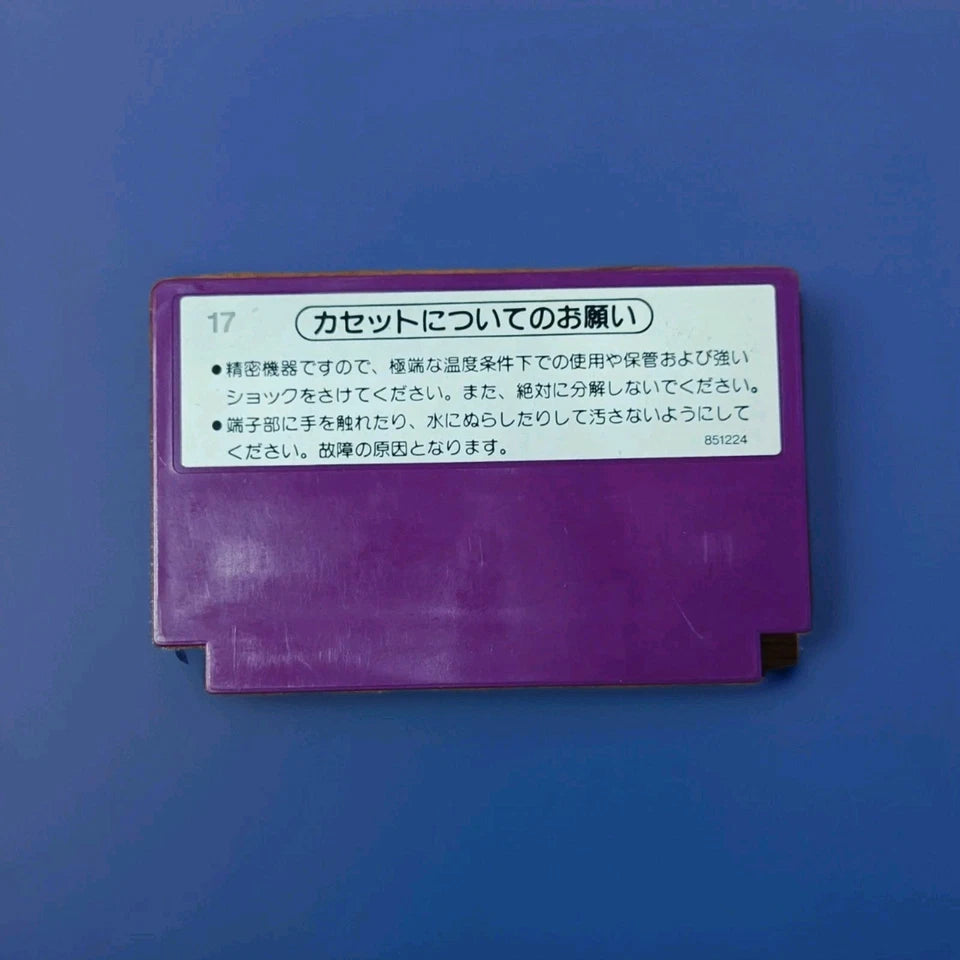 17
カセットについてのお願い
●精密機器ですので、極端な温度条件下での使用や保管および強い
ショックをさけてください。また、絶対に分解しないでください。
●端子部に手を触れたり、水にぬらしたりして汚さないようにして
ください。故障の原因となります。
851224